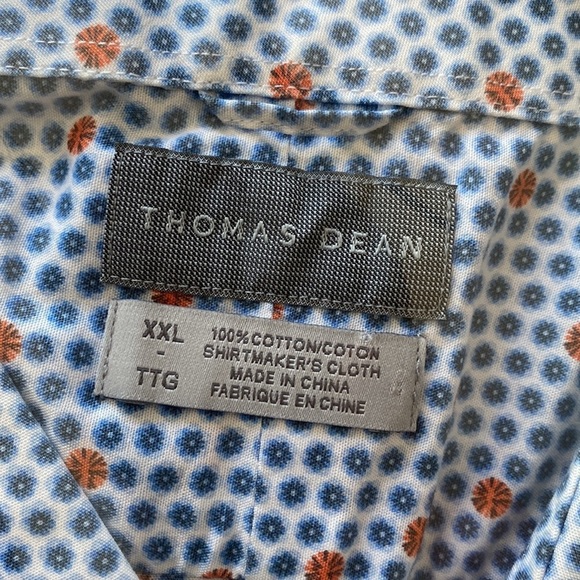 THOMAS DEAN
XXL
-
TTG
100% COTTON/COTON
SHIRTMAKER'S CLOTH
MADE IN CHINA
FABRIQUE EN CHINE